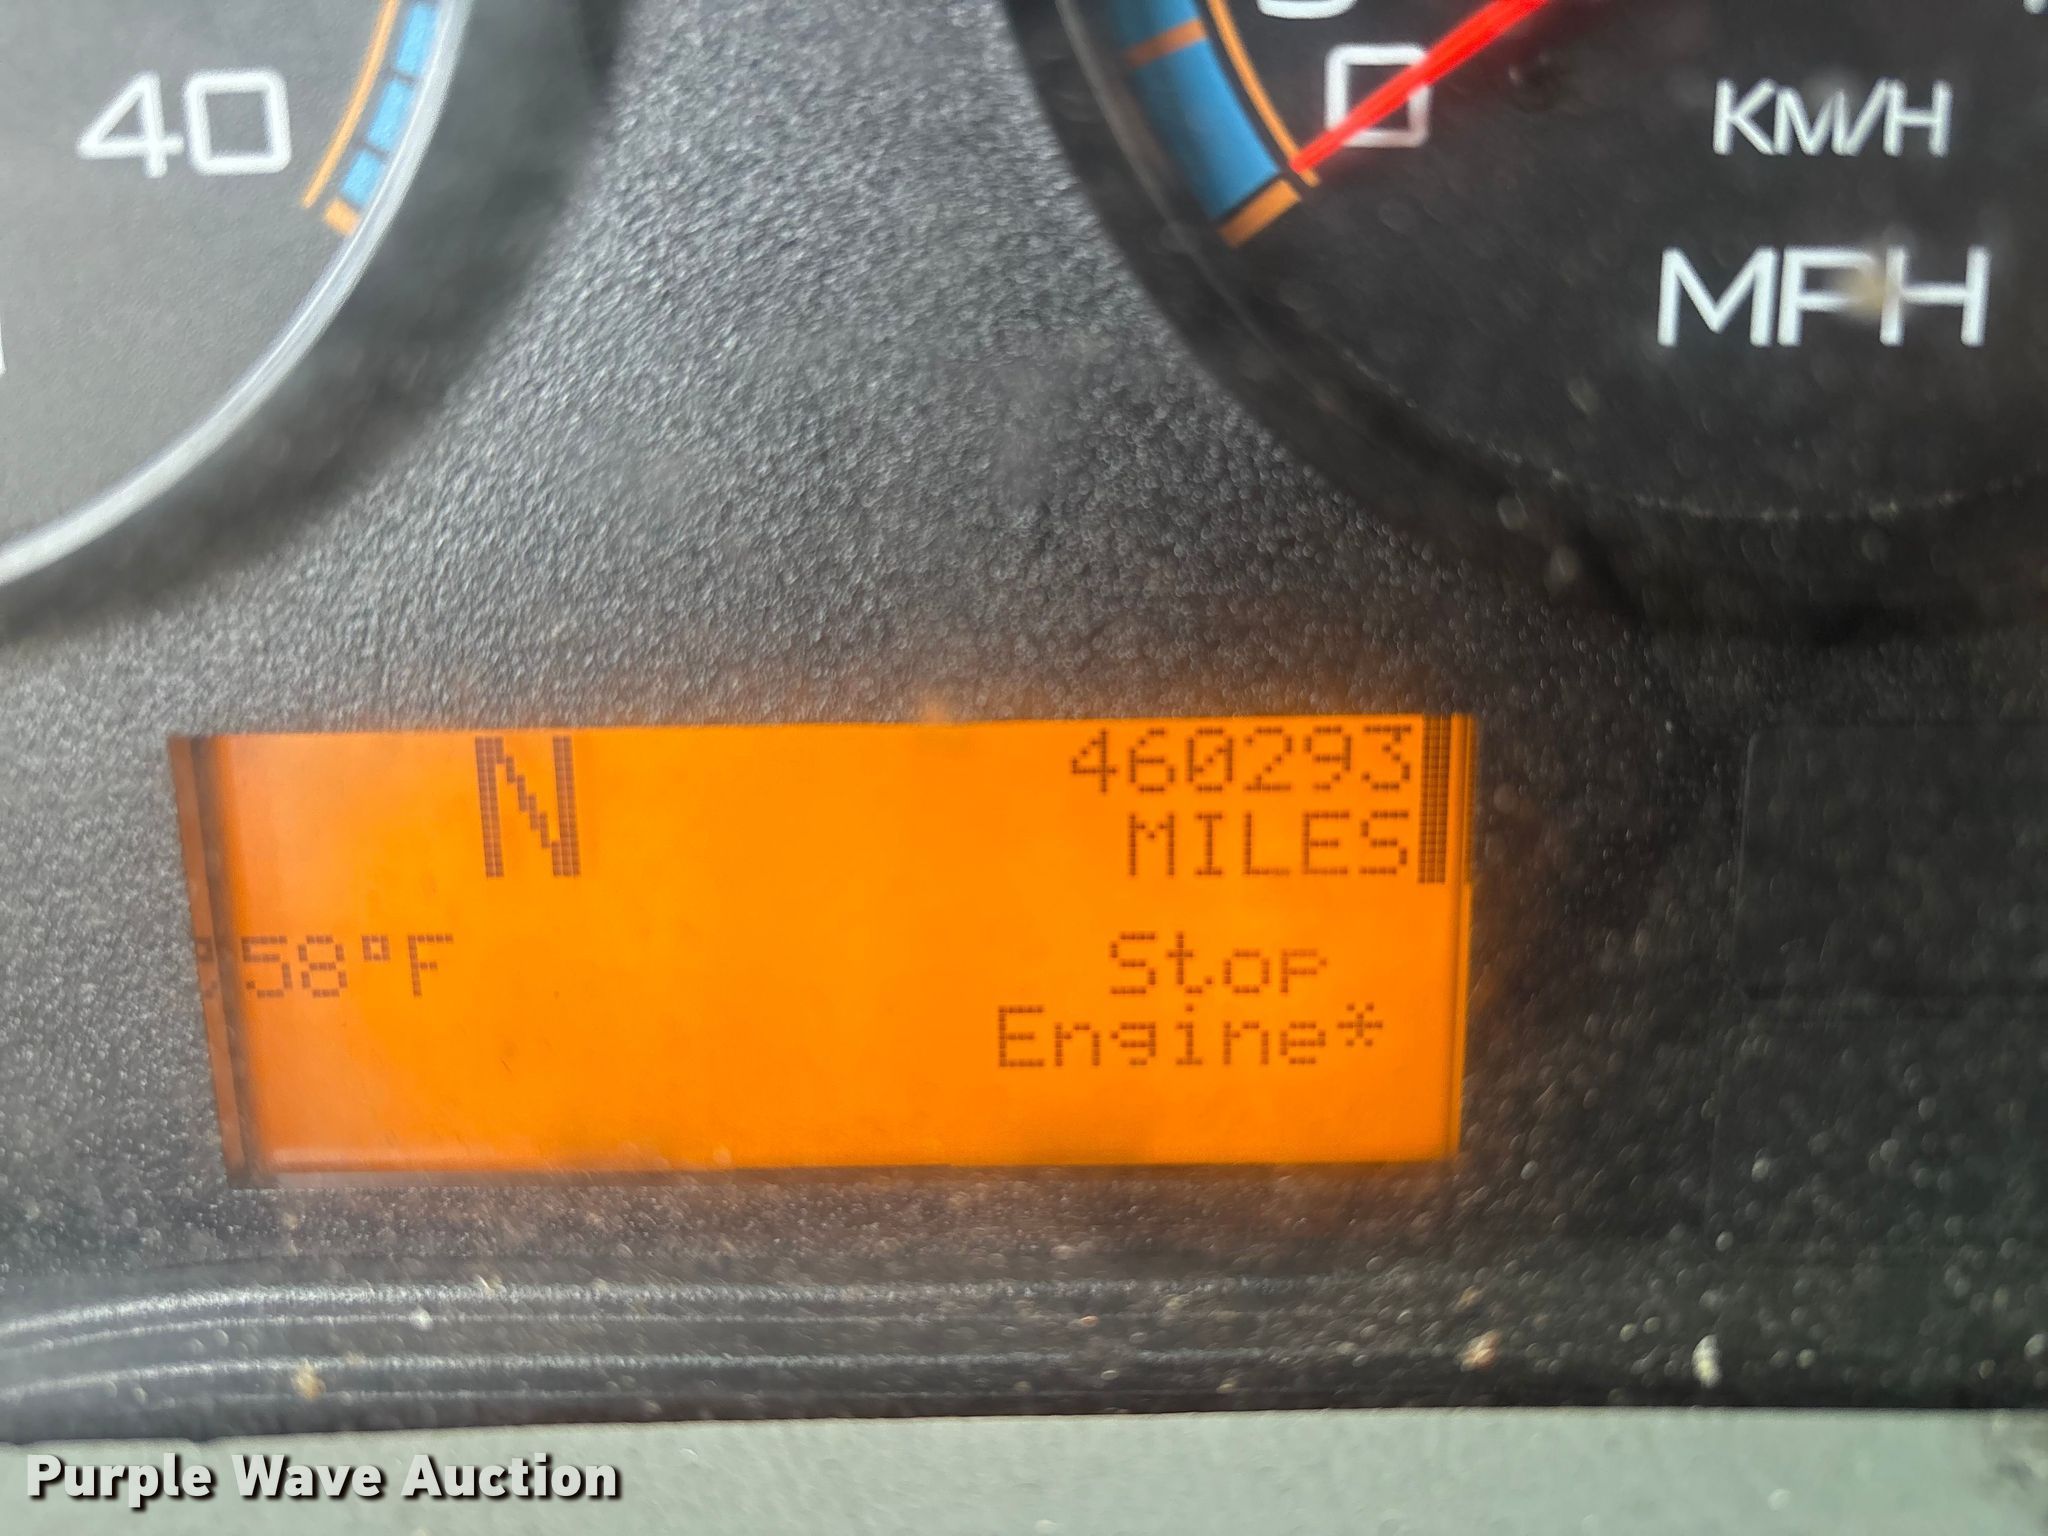 40
0
KM/H
MPH
N
460293
MILES
58°F
Stop
Engine*
Purple Wave Auction